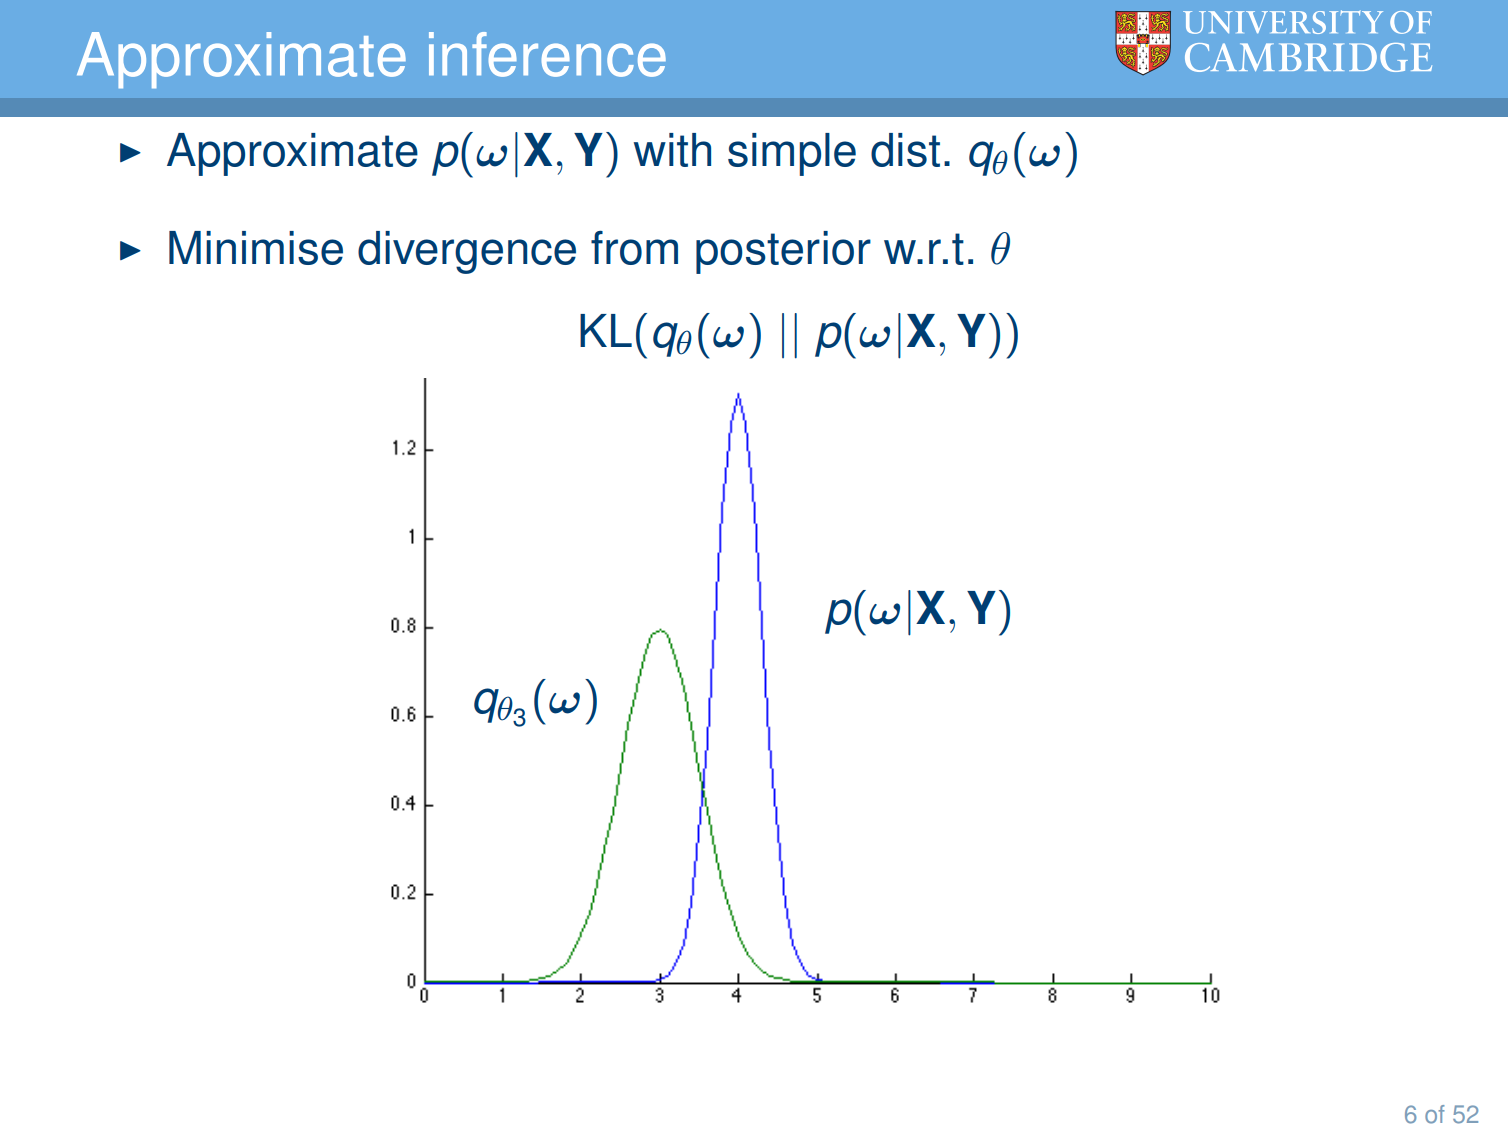 Approximate inference
UNIVERSITY OF
CAMBRIDGE
▶ Approximate p(ω|X, Y) with simple dist. qθ(ω)
▶ Minimise divergence from posterior w.r.t. θ
KL(qθ(ω) || p(ω|X, Y))
1.2
1
0.8
p(ω|X, Y)
qθ3(ω)
0.6
0.4
0.2
0
0 1 2 3 4 5 6 7 8 9 10
6 of 52